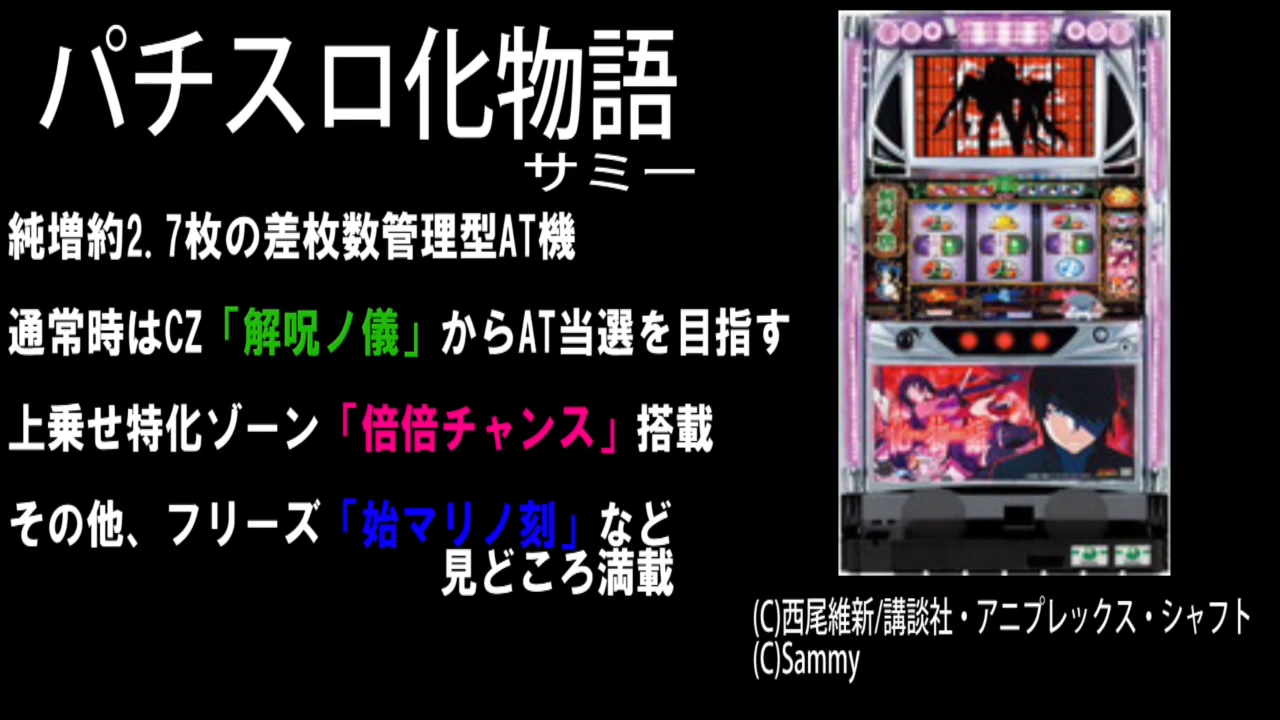 パチスロ化物語
サミー
純増約2.7枚の差枚数管理型AT機
通常時はCZ「解呪ノ儀」からAT当選を目指す
上乗せ特化ゾーン「倍倍チャンス」搭載
その他、フリーズ「始マリノ刻」など
見どころ満載
(C)西尾維新/講談社・アニプレックス・シャフト
(C)Sammy